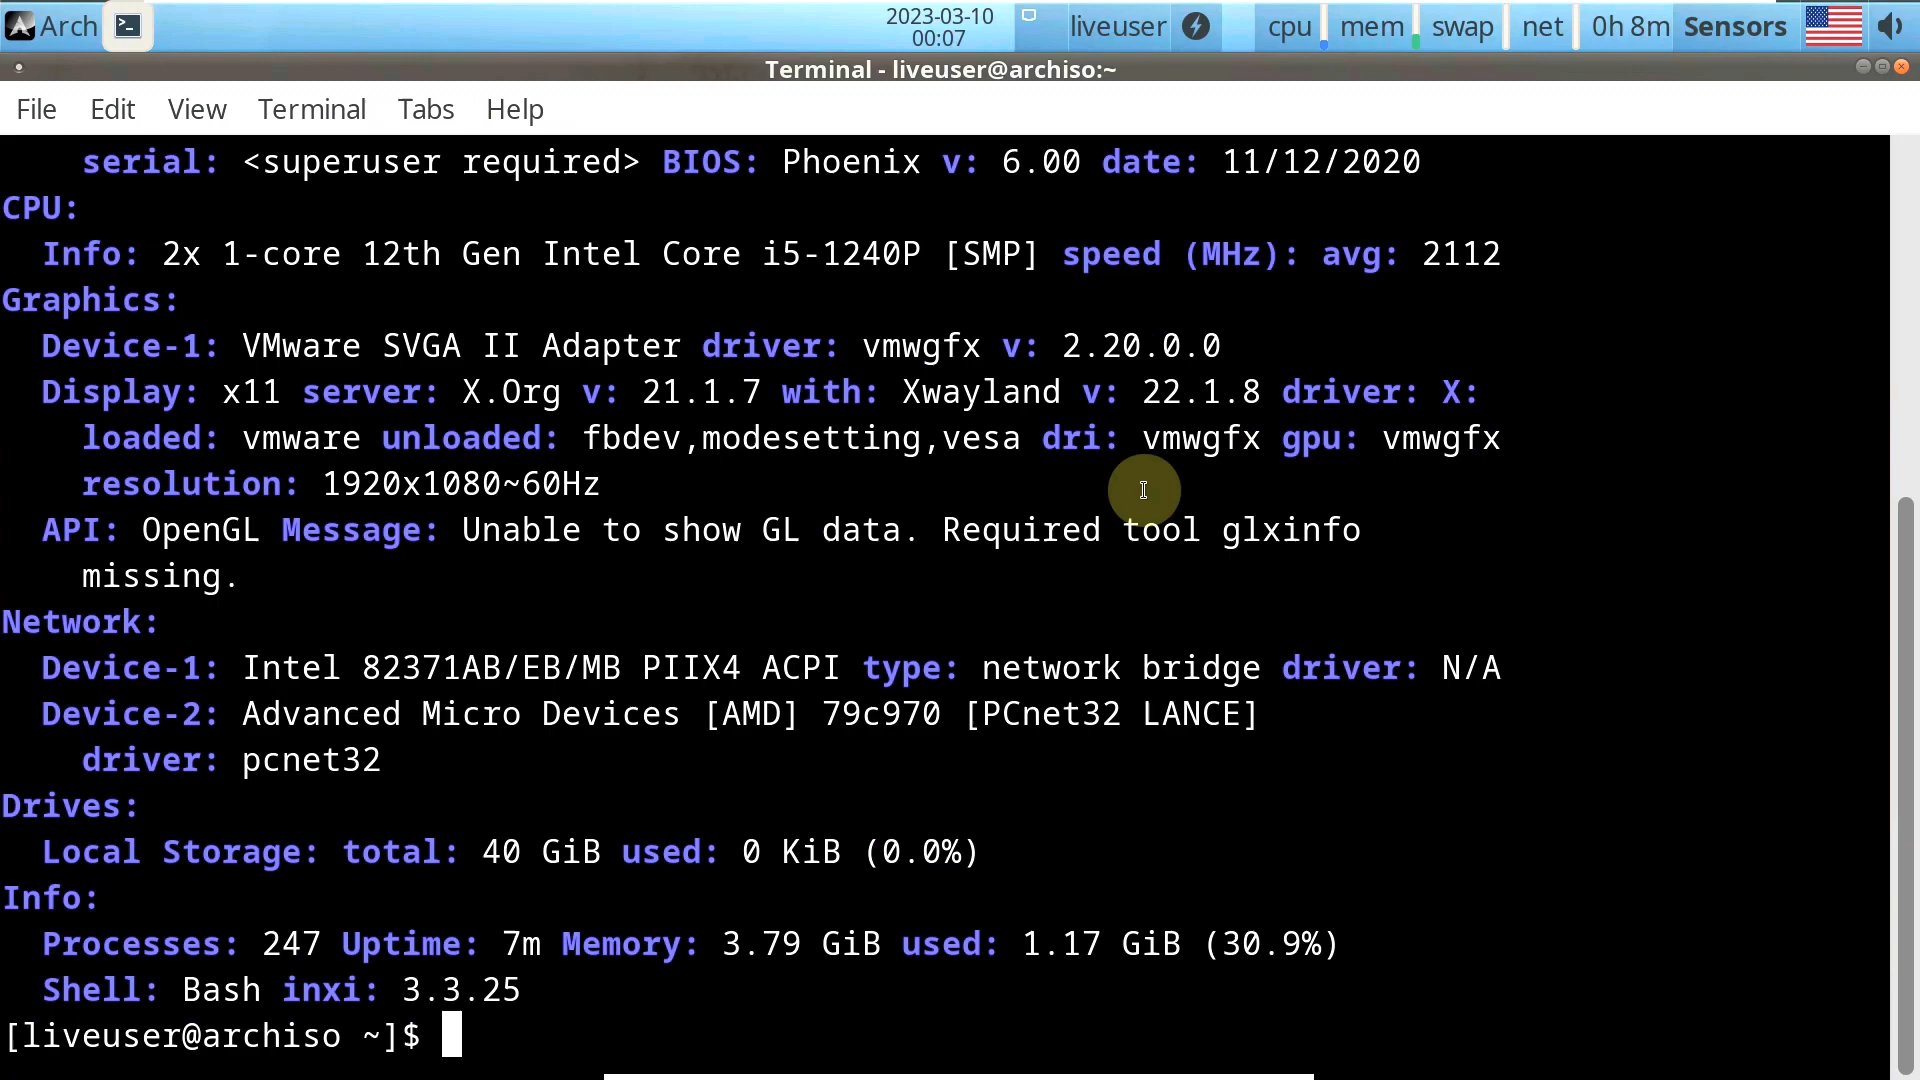 Arch
2023-03-10
00:07
liveuser
cpu
mem
swap
net
0h 8m
Sensors
Terminal - liveuser@archiso:~
File Edit View Terminal Tabs Help
serial: <superuser required> BIOS: Phoenix v: 6.00 date: 11/12/2020
CPU:
Info: 2x 1-core 12th Gen Intel Core i5-1240P [SMP] speed (MHz): avg: 2112
Graphics:
Device-1: VMware SVGA II Adapter driver: vmwgfx v: 2.20.0.0
Display: x11 server: X.Org v: 21.1.7 with: Xwayland v: 22.1.8 driver: X:
loaded: vmware unloaded: fbdev,modesetting,vesa dri: vmwgfx gpu: vmwgfx
resolution: 1920x1080~60Hz
API: OpenGL Message: Unable to show GL data. Required tool glxinfo
missing.
Network:
Device-1: Intel 82371AB/EB/MB PIIX4 ACPI type: network bridge driver: N/A
Device-2: Advanced Micro Devices [AMD] 79c970 [PCnet32 LANCE]
driver: pcnet32
Drives:
Local Storage: total: 40 GiB used: 0 KiB (0.0%)
Info:
Processes: 247 Uptime: 7m Memory: 3.79 GiB used: 1.17 GiB (30.9%)
Shell: Bash inxi: 3.3.25
[liveuser@archiso ~]$